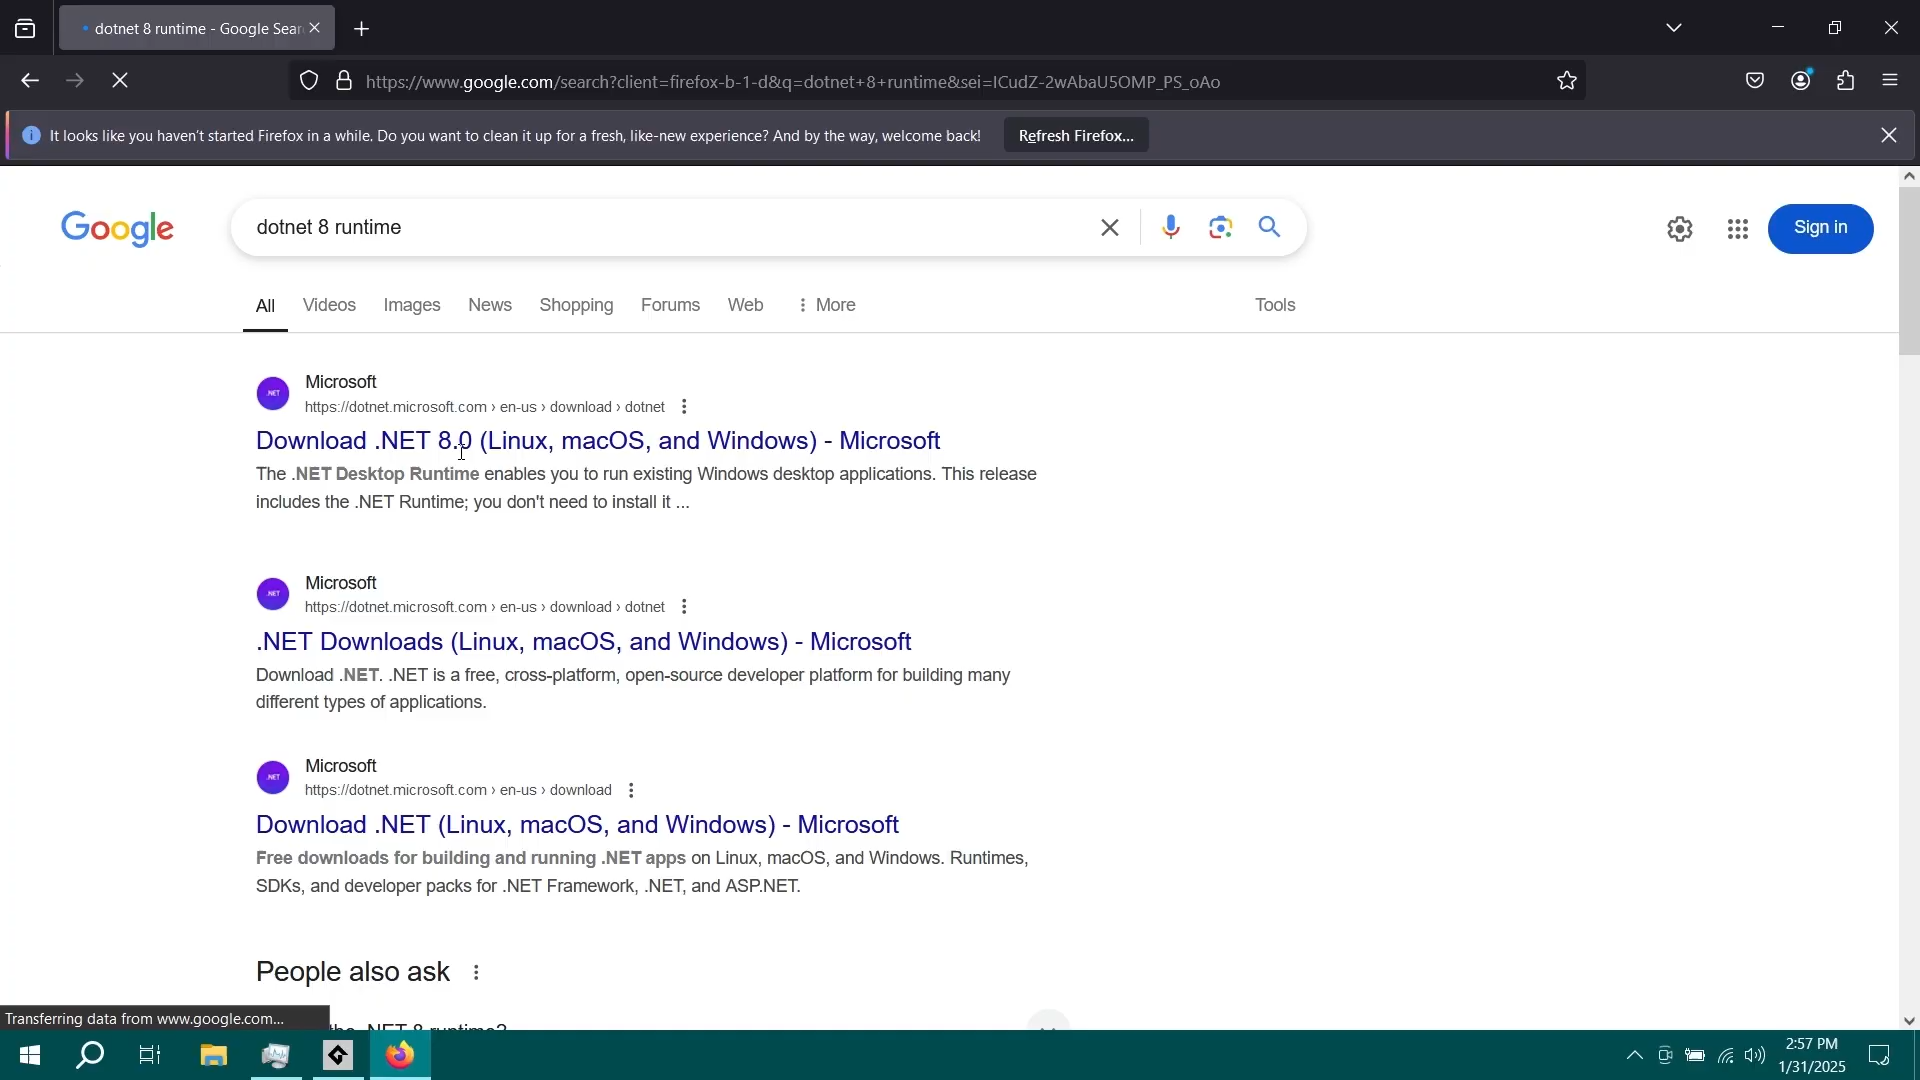 dotnet 8 runtime - Google Sear
https://www.google.com/search?client=firefox-b-1-d&q=dotnet+8+runtime&sei=ICudZ-2wAbaU5OMP_PS_oAo
It looks like you haven't started Firefox in a while. Do you want to clean it up for a fresh, like-new experience? And by the way, welcome back! Refresh Firefox...
Google
dotnet 8 runtime
Sign in
All Videos Images News Shopping Forums Web More Tools
.NET
Microsoft
https://dotnet.microsoft.com › en-us › download › dotnet
Download .NET 8.0 (Linux, macOS, and Windows) - Microsoft
The .NET Desktop Runtime enables you to run existing Windows desktop applications. This release
includes the .NET Runtime; you don't need to install it ...
.NET
Microsoft
https://dotnet.microsoft.com › en-us › download › dotnet
.NET Downloads (Linux, macOS, and Windows) - Microsoft
Download .NET. .NET is a free, cross-platform, open-source developer platform for building many
different types of applications.
.NET
Microsoft
https://dotnet.microsoft.com › en-us › download
Download .NET (Linux, macOS, and Windows) - Microsoft
Free downloads for building and running .NET apps on Linux, macOS, and Windows. Runtimes,
SDKs, and developer packs for .NET Framework, .NET, and ASP.NET.
People also ask
Transferring data from www.google.com...
the .NET 8 runtime?
2:57 PM
1/31/2025